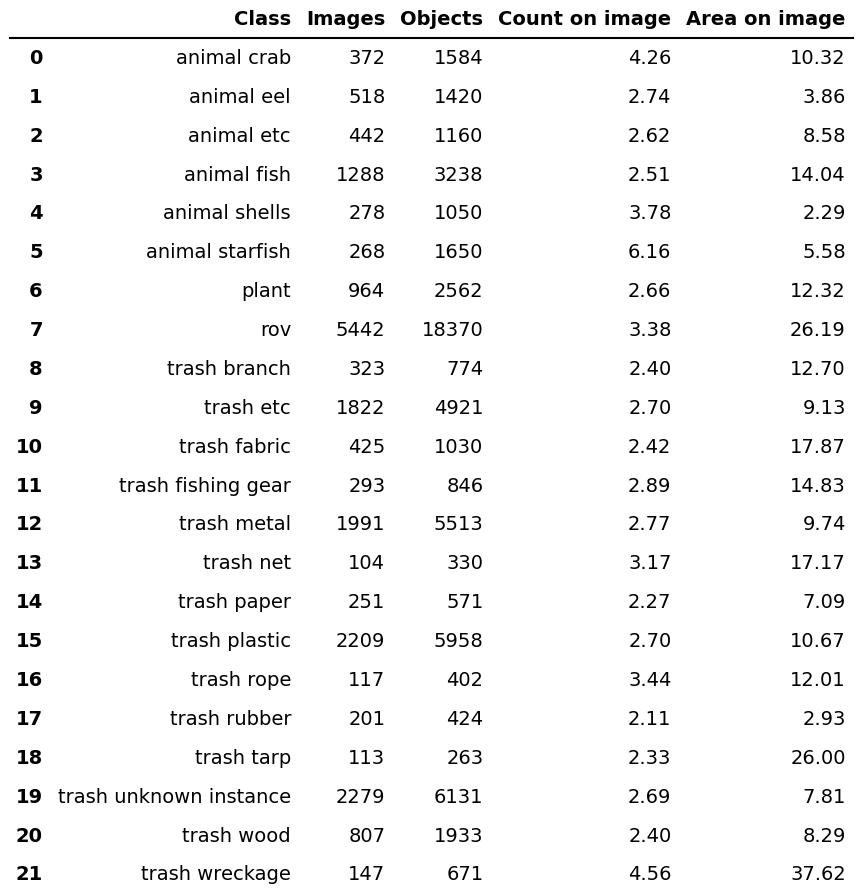 Class Images Objects Count on image Area on image
0 animal crab 372 1584 4.26 10.32
1 animal eel 518 1420 2.74 3.86
2 animal etc 442 1160 2.62 8.58
3 animal fish 1288 3238 2.51 14.04
4 animal shells 278 1050 3.78 2.29
5 animal starfish 268 1650 6.16 5.58
6 plant 964 2562 2.66 12.32
7 rov 5442 18370 3.38 26.19
8 trash branch 323 774 2.40 12.70
9 trash etc 1822 4921 2.70 9.13
10 trash fabric 425 1030 2.42 17.87
11 trash fishing gear 293 846 2.89 14.83
12 trash metal 1991 5513 2.77 9.74
13 trash net 104 330 3.17 17.17
14 trash paper 251 571 2.27 7.09
15 trash plastic 2209 5958 2.70 10.67
16 trash rope 117 402 3.44 12.01
17 trash rubber 201 424 2.11 2.93
18 trash tarp 113 263 2.33 26.00
19 trash unknown instance 2279 6131 2.69 7.81
20 trash wood 807 1933 2.40 8.29
21 trash wreckage 147 671 4.56 37.62